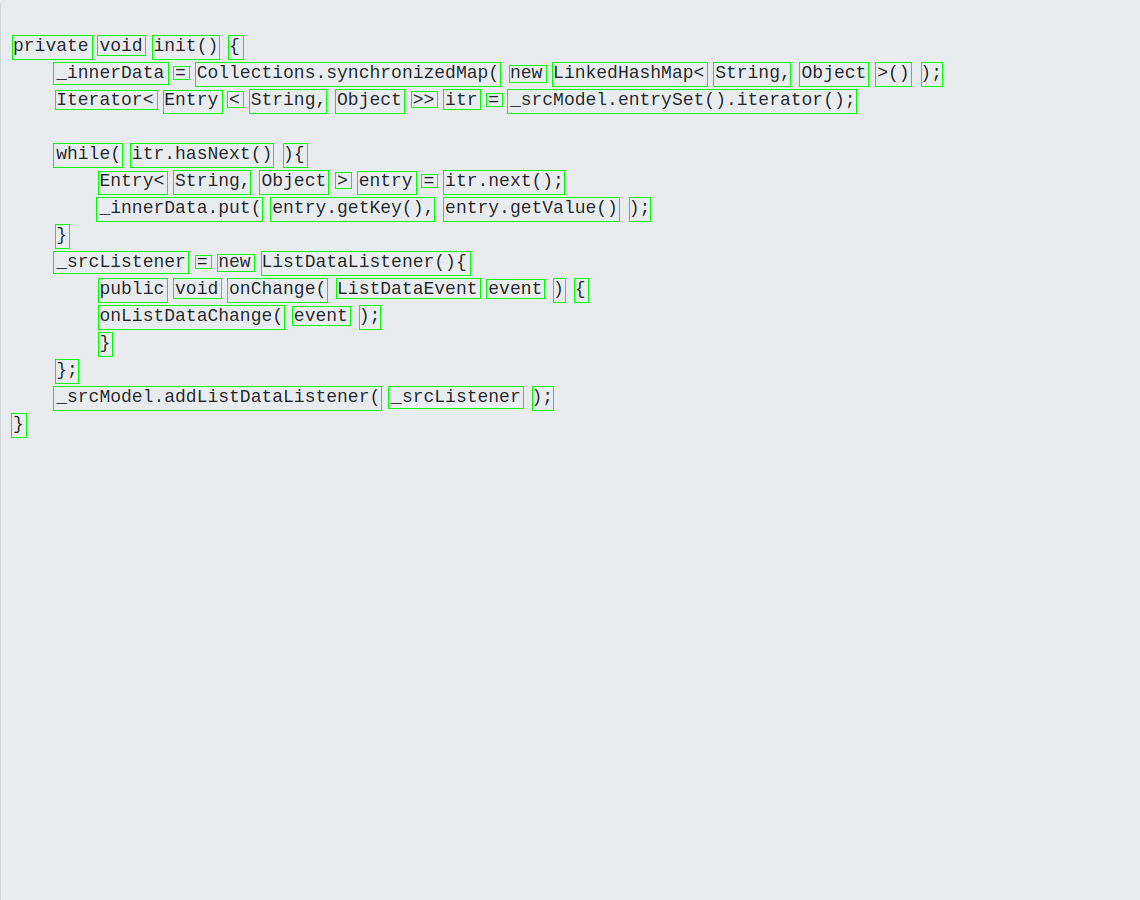 private void init() {
    _innerData = Collections.synchronizedMap( new LinkedHashMap< String, Object >() );
    Iterator< Entry < String, Object >> itr = _srcModel.entrySet().iterator();

    while( itr.hasNext() ){
        Entry< String, Object > entry = itr.next();
        _innerData.put( entry.getKey(), entry.getValue() );
    }
    _srcListener = new ListDataListener(){
        public void onChange( ListDataEvent event ) {
        onListDataChange( event );
        }
    };
    _srcModel.addListDataListener( _srcListener );
}